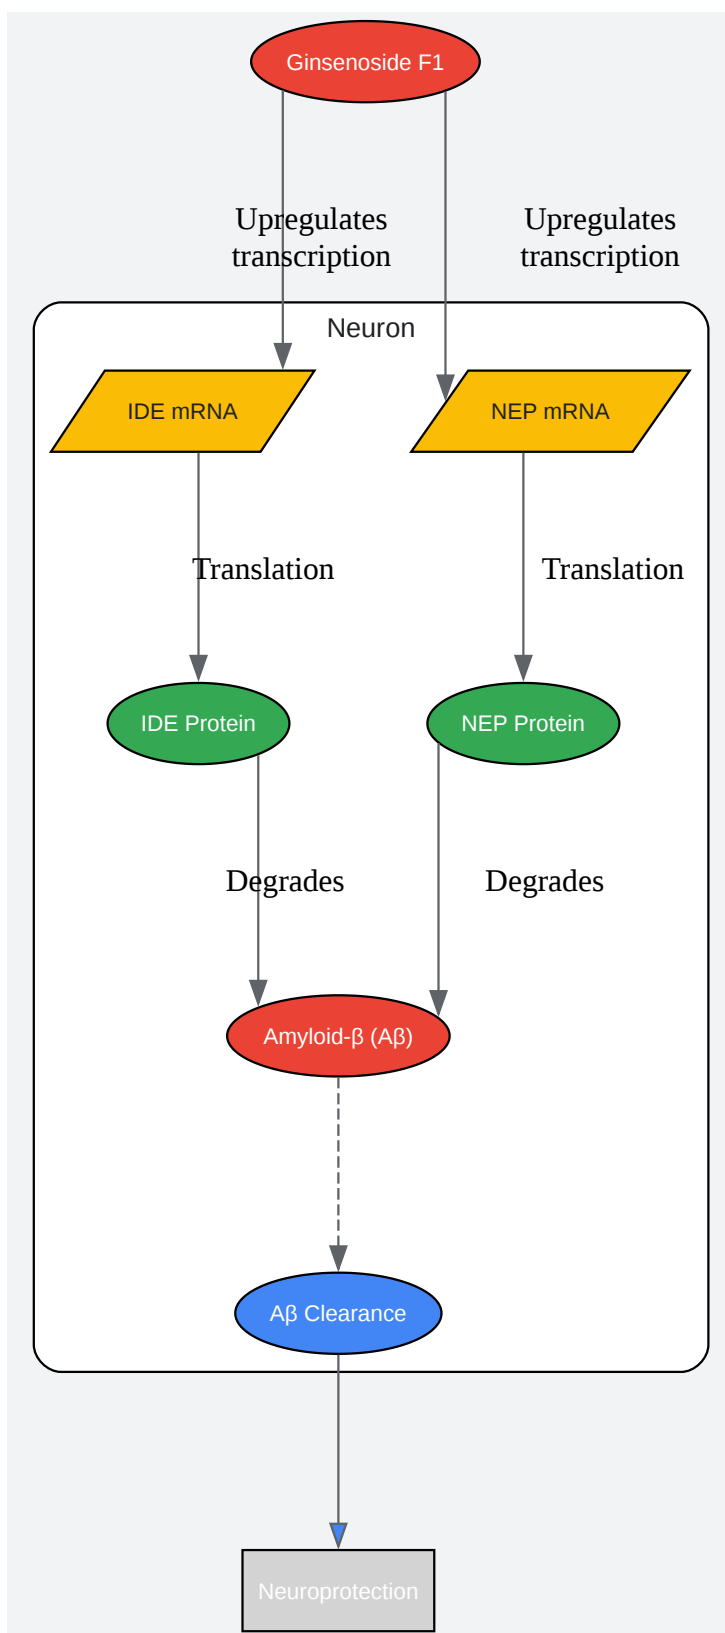 Ginsenoside F1
Upregulates
transcription
Upregulates
transcription
Neuron
IDE mRNA
NEP mRNA
Translation
Translation
IDE Protein
NEP Protein
Degrades
Degrades
Amyloid-β (Aβ)
Aβ Clearance
Neuroprotection